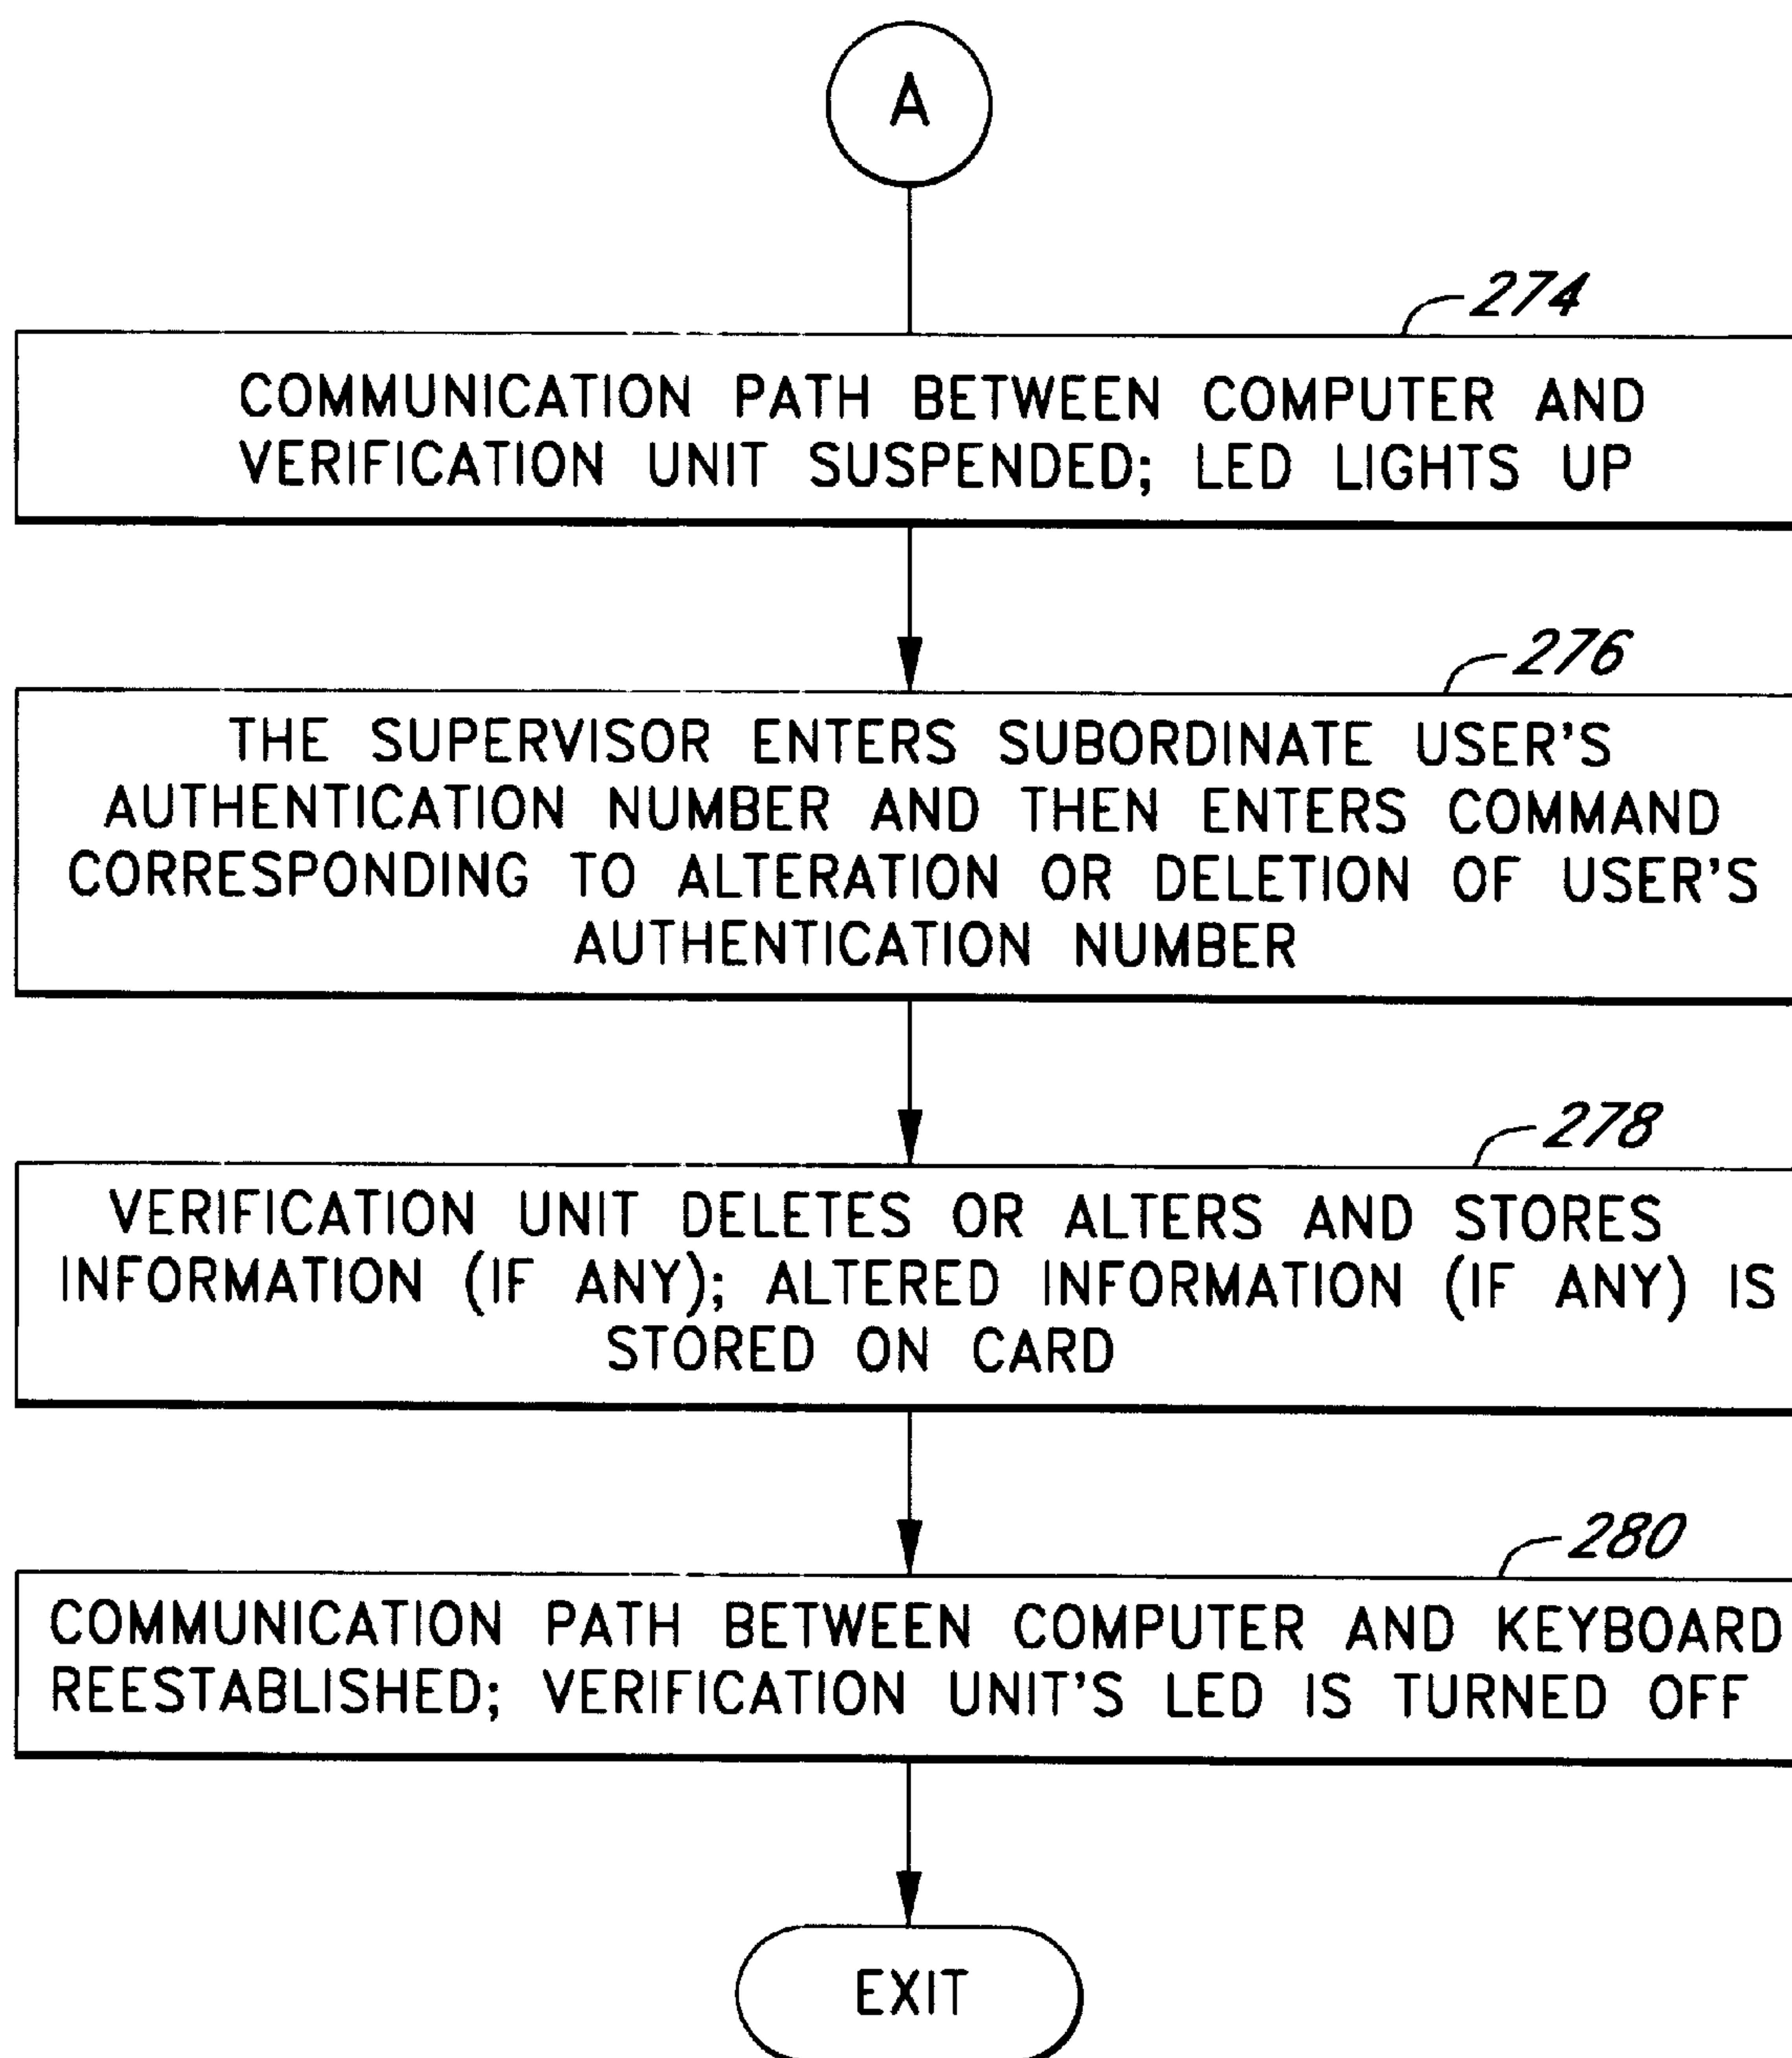 A
274
COMMUNICATION PATH BETWEEN COMPUTER AND
VERIFICATION UNIT SUSPENDED; LED LIGHTS UP
276
THE SUPERVISOR ENTERS SUBORDINATE USER'S
AUTHENTICATION NUMBER AND THEN ENTERS COMMAND
CORRESPONDING TO ALTERATION OR DELETION OF USER'S
AUTHENTICATION NUMBER
278
VERIFICATION UNIT DELETES OR ALTERS AND STORES
INFORMATION (IF ANY); ALTERED INFORMATION (IF ANY) IS
STORED ON CARD
280
COMMUNICATION PATH BETWEEN COMPUTER AND KEYBOARD
REESTABLISHED; VERIFICATION UNIT'S LED IS TURNED OFF
EXIT